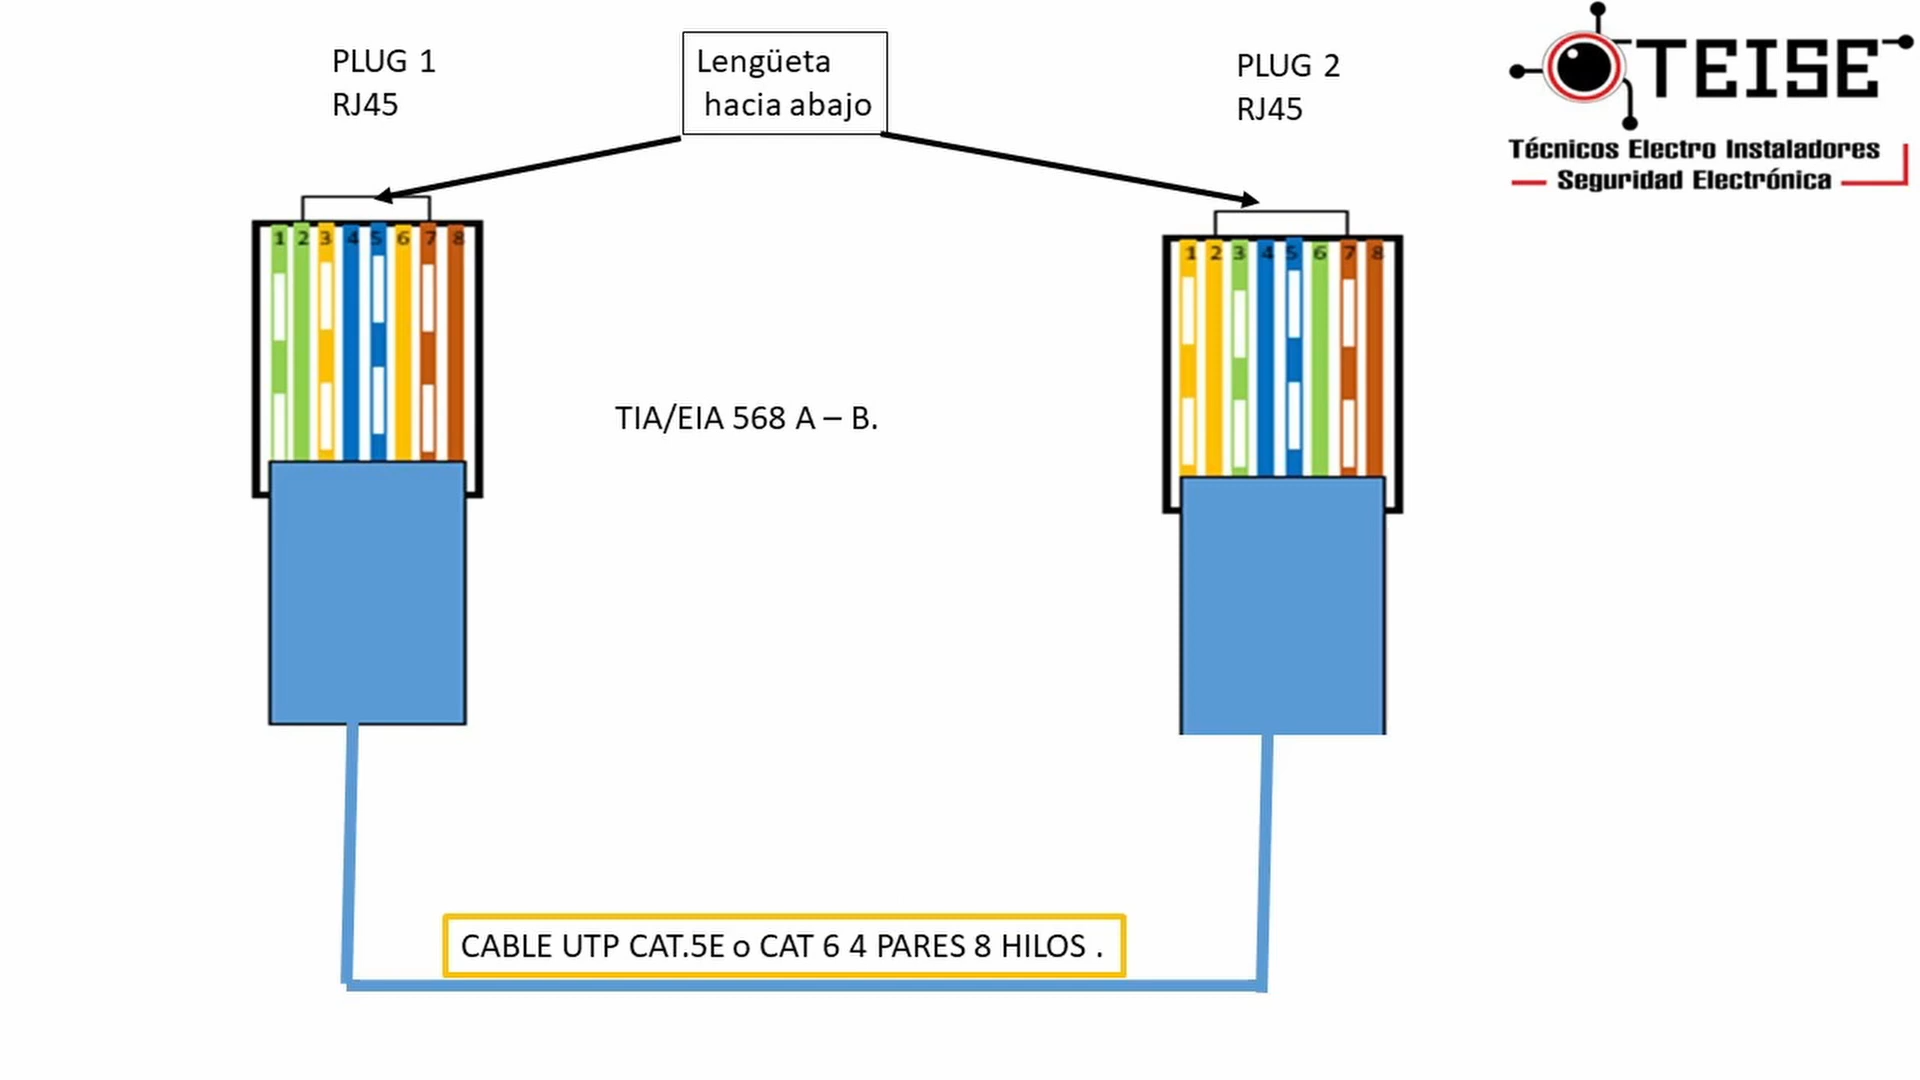 PLUG 1
RJ45
Lengüeta
hacia abajo
PLUG 2
RJ45
TEISE
Técnicos Electro Instaladores
Seguridad Electrónica
1 2 3 4 5 6 7 8
1 2 3 4 5 6 7 8
TIA/EIA 568 A – B.
CABLE UTP CAT.5E o CAT 6 4 PARES 8 HILOS .